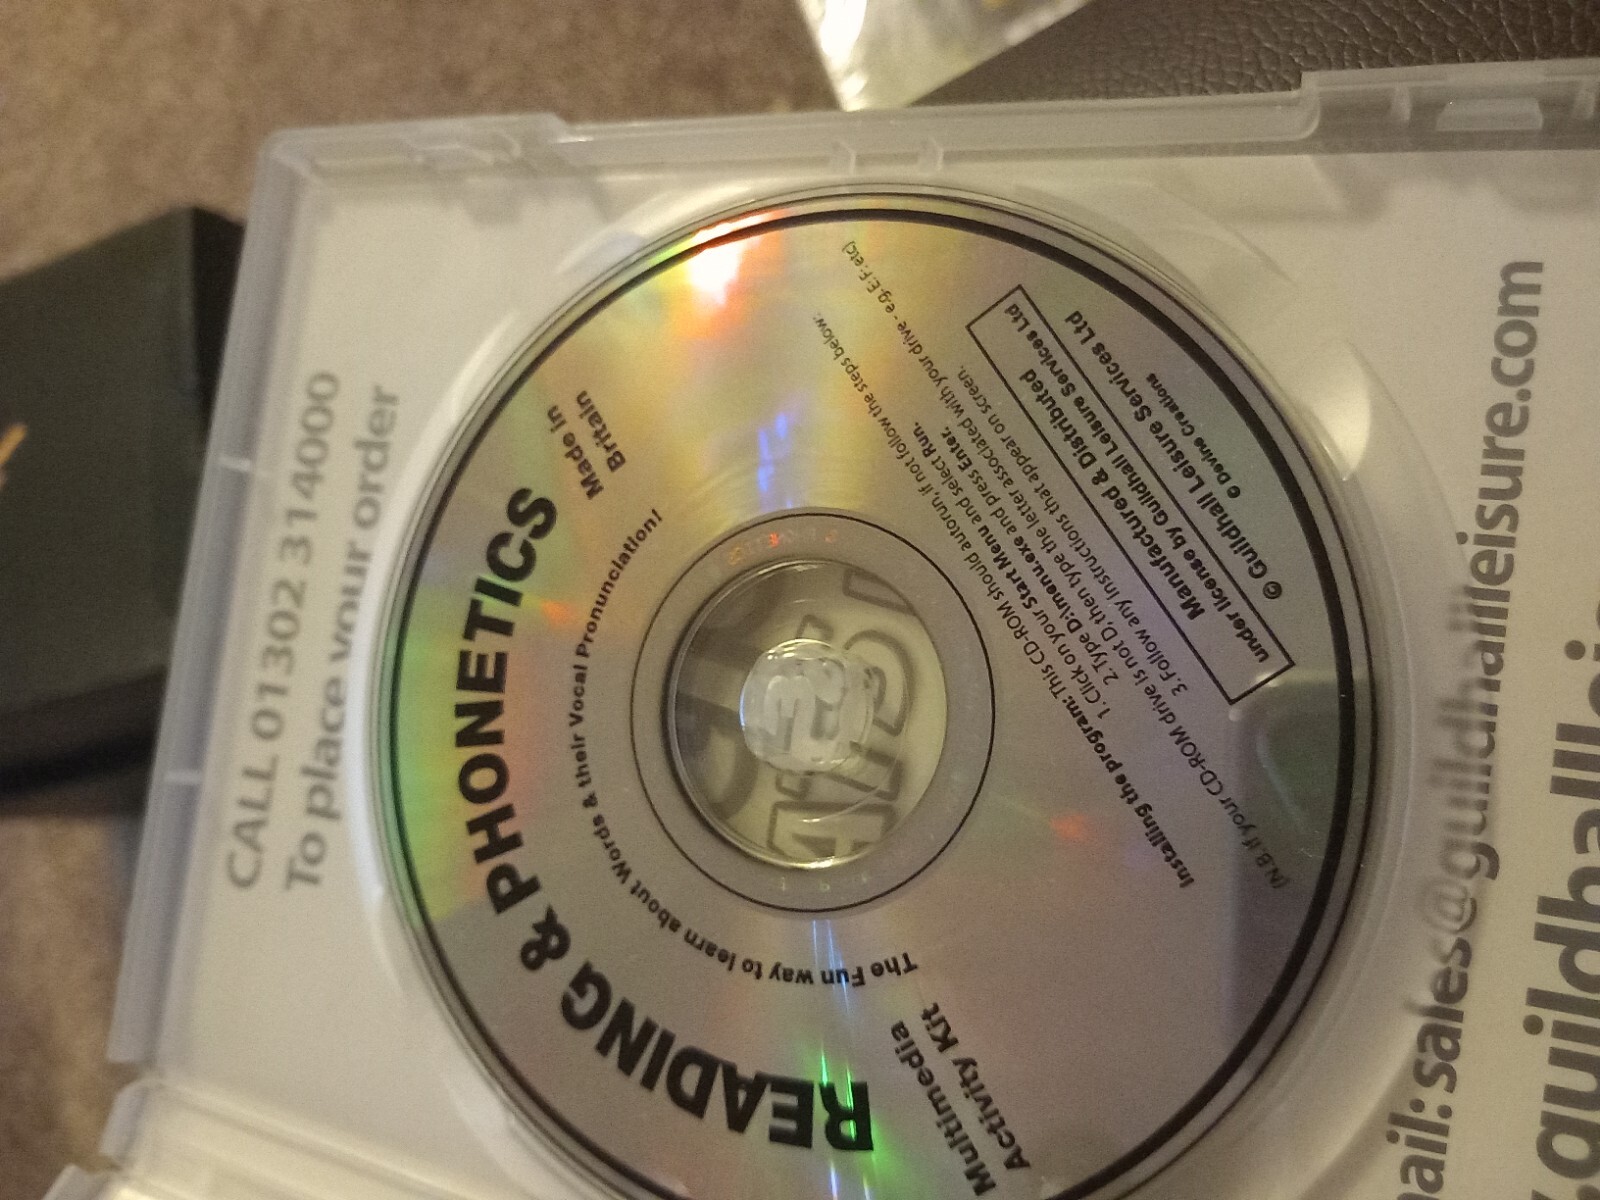 CALL 01302 314000
To place your order
READING & PHONETICS
The Fun way to learn about Words & their Vocal Pronunciation!
Multimedia
Activity Kit
Made in
Britain
Installing the program: This CD-ROM should autorun, if not follow the steps below:
1. Click on your Start Menu and select Run.
2. Type D:\menu.exe and press Enter.
(N.B. If your CD-ROM drive is not D, then type the letter associated with your drive - e.g. E: F: etc)
3. Follow any instructions that appear on screen.
Manufactured & Distributed
under license by Guildhall Leisure Services Ltd
© Guildhall Leisure Services Ltd
© Devine Creations
ail: sales@guildhallleisure.com